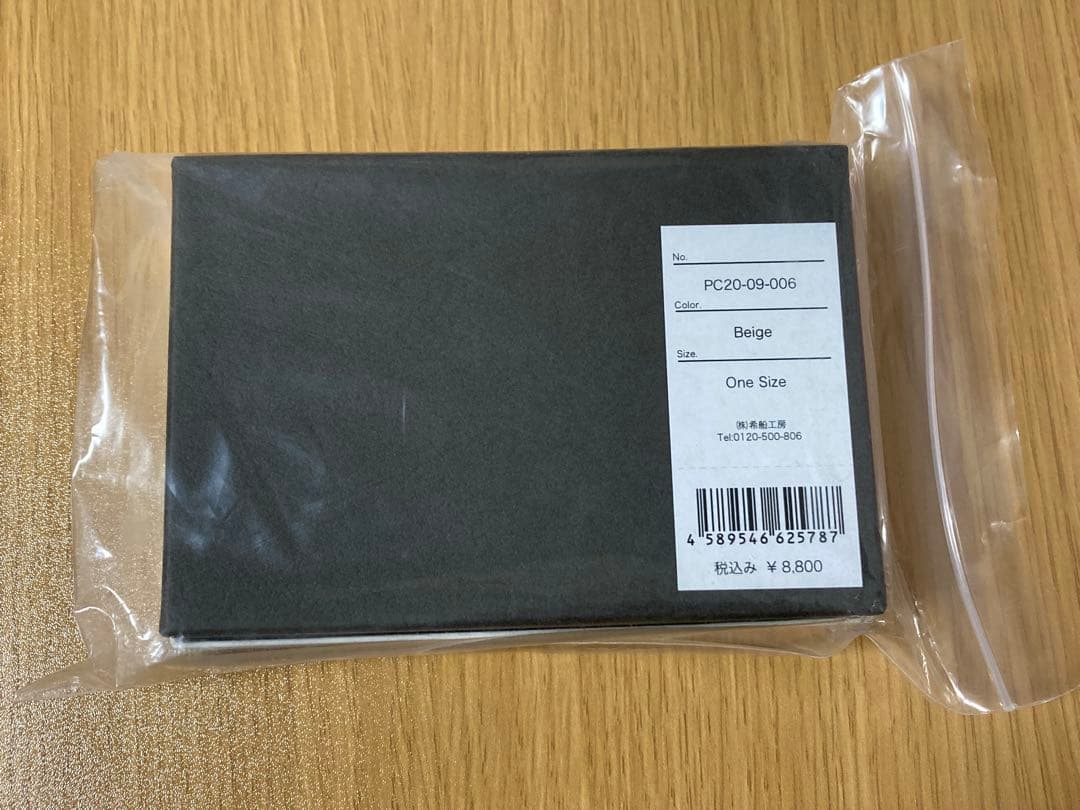 No.
PC20-09-006
Color.
Beige
Size.
One Size
㈱希船工房
Tel:0120-500-806
4 589546 625787
税込み ¥8,800